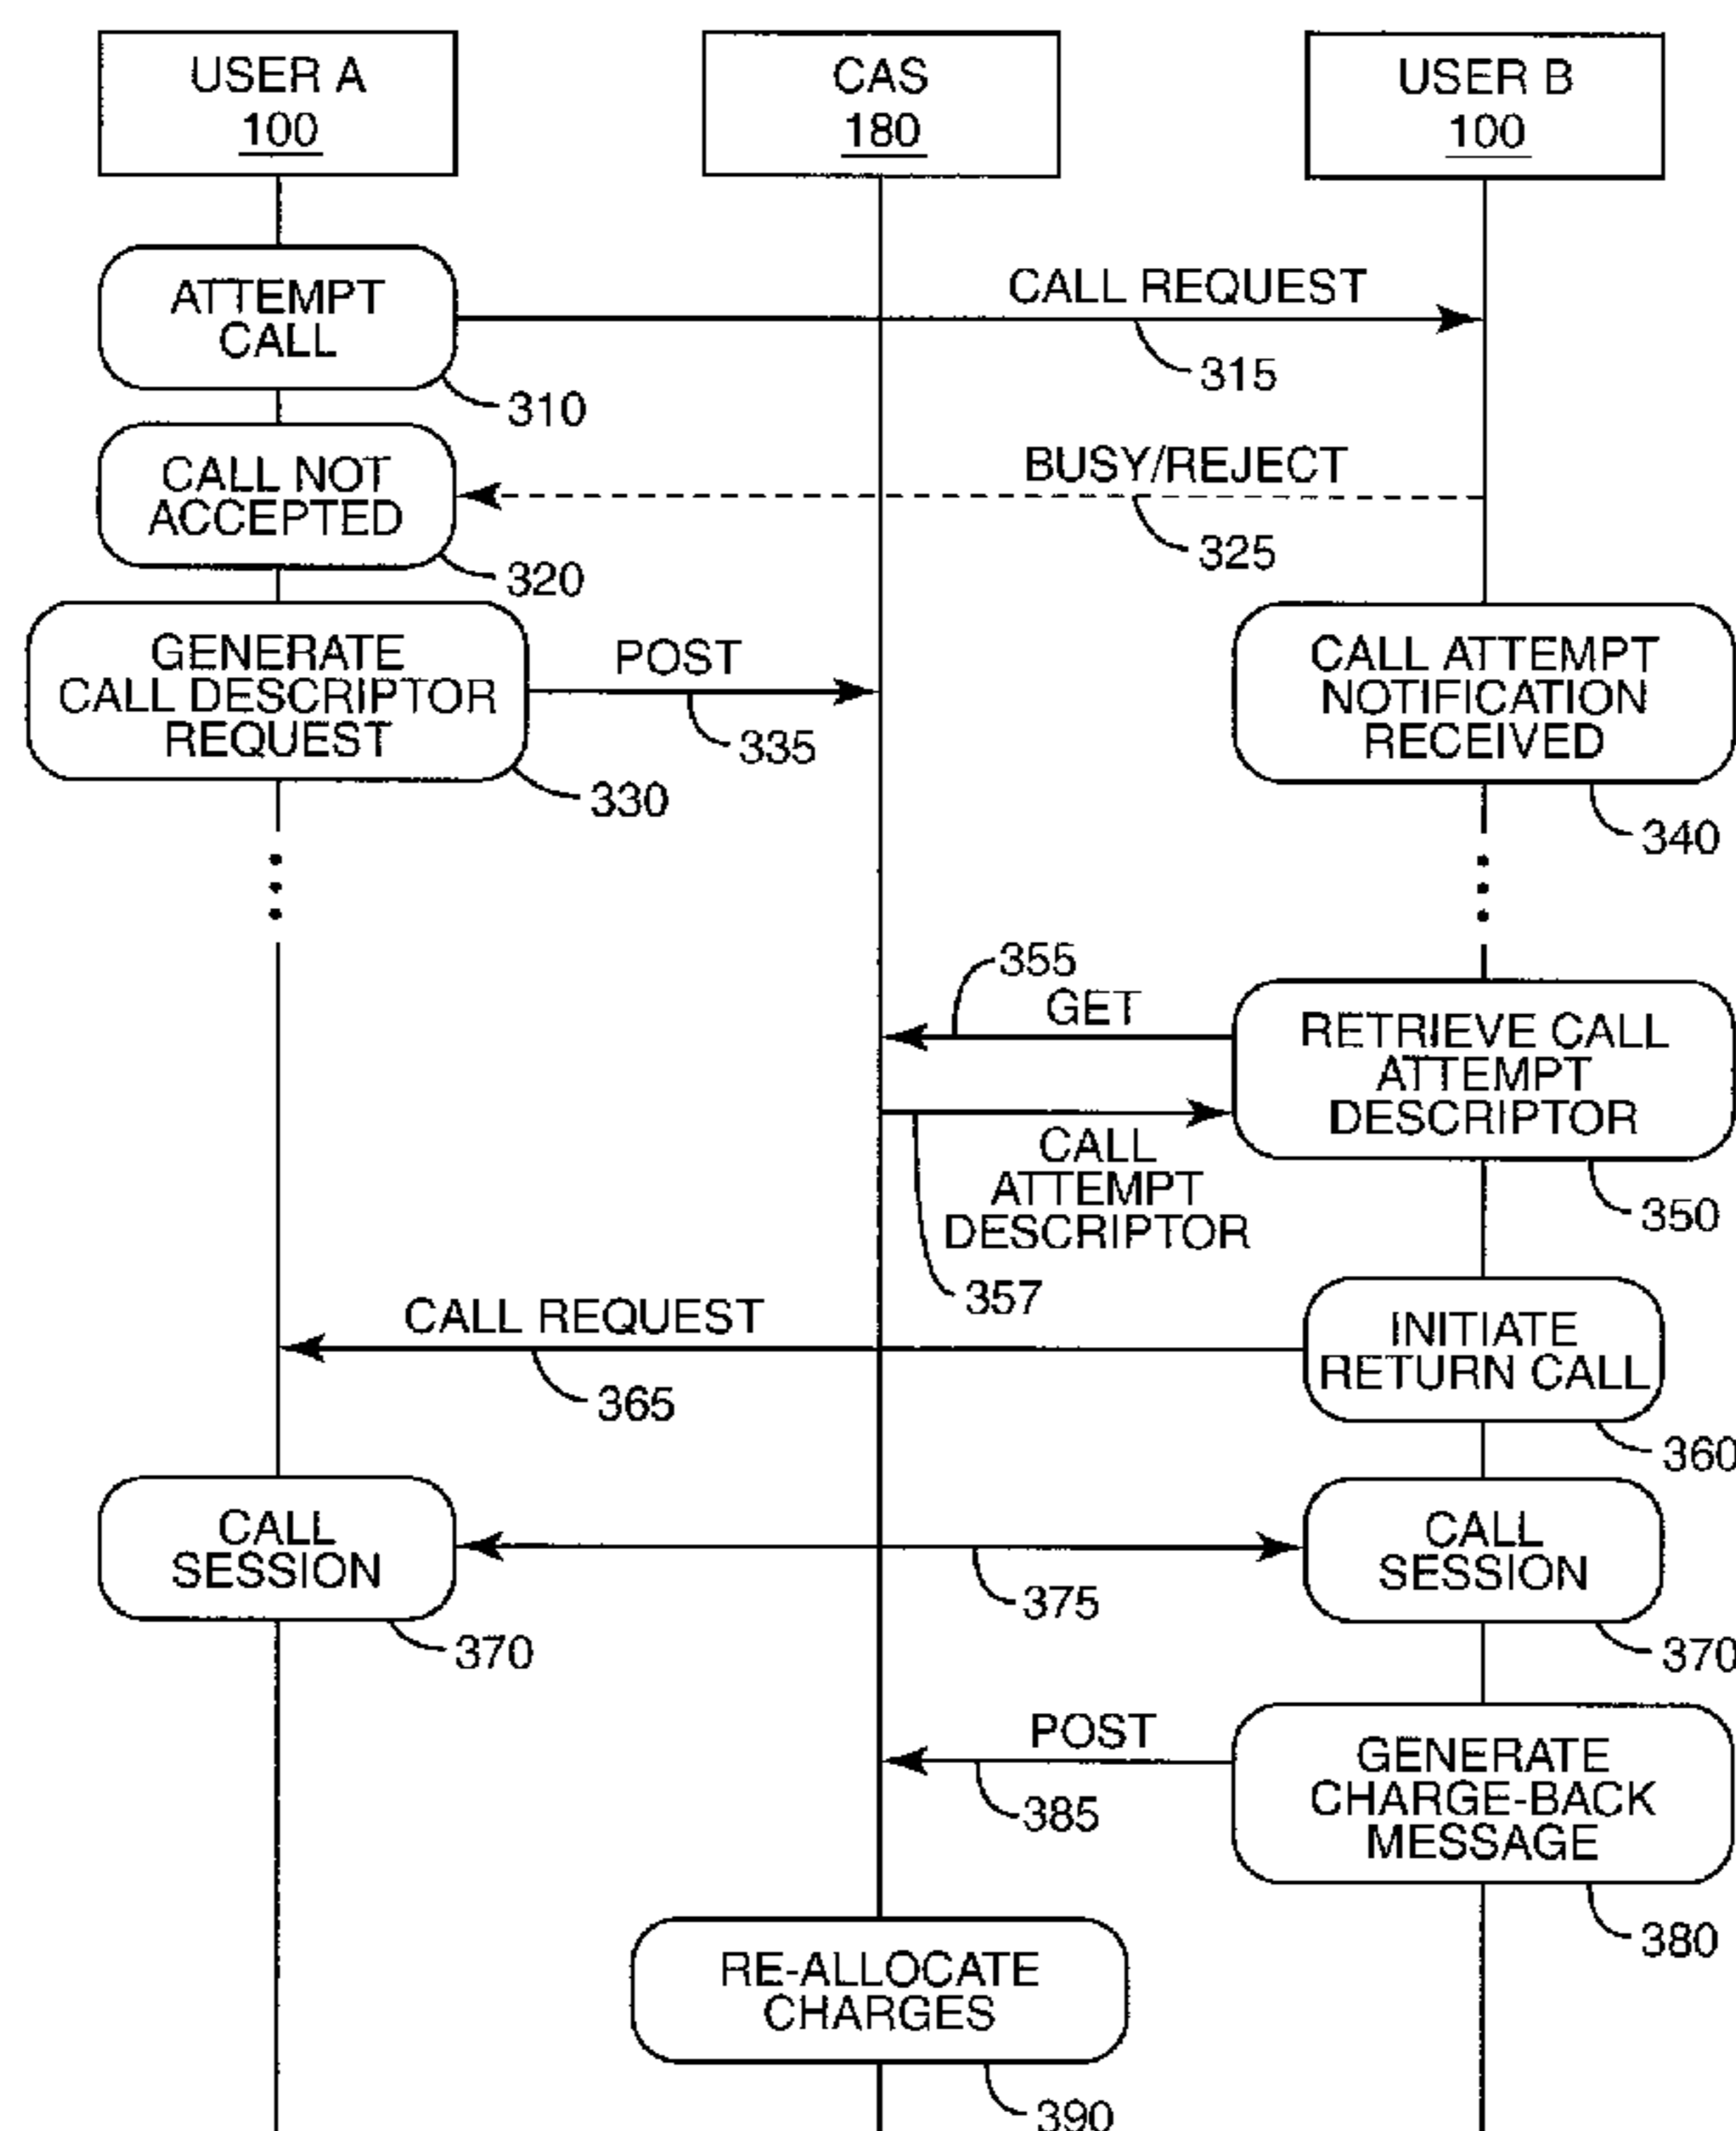 USER A
100
CAS
180
USER B
100
ATTEMPT
CALL
310
CALL REQUEST
315
CALL NOT
ACCEPTED
320
BUSY/REJECT
325
GENERATE
CALL DESCRIPTOR
REQUEST
330
POST
335
CALL ATTEMPT
NOTIFICATION
RECEIVED
340
355
GET
RETRIEVE CALL
ATTEMPT
DESCRIPTOR
350
CALL
ATTEMPT
DESCRIPTOR
357
CALL REQUEST
365
INITIATE
RETURN CALL
360
CALL
SESSION
370
375
CALL
SESSION
370
POST
385
GENERATE
CHARGE-BACK
MESSAGE
380
RE-ALLOCATE
CHARGES
390